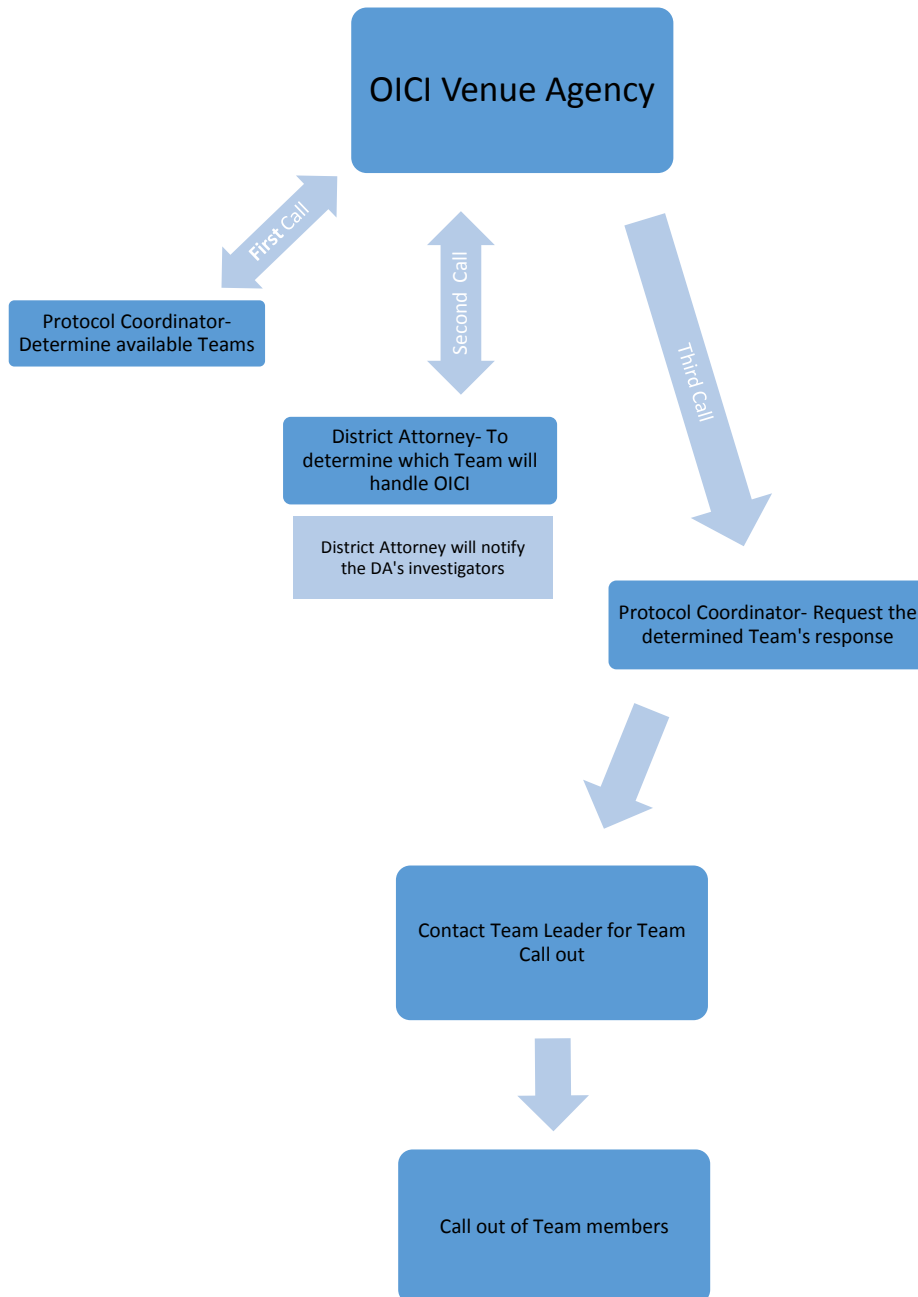 OICI Venue Agency
First Call
Protocol Coordinator-
Determine available Teams
Second Call
District Attorney- To
determine which Team will
handle OICI
District Attorney will notify
the DA's investigators
Third Call
Protocol Coordinator- Request the
determined Team's response
Contact Team Leader for Team
Call out
Call out of Team members